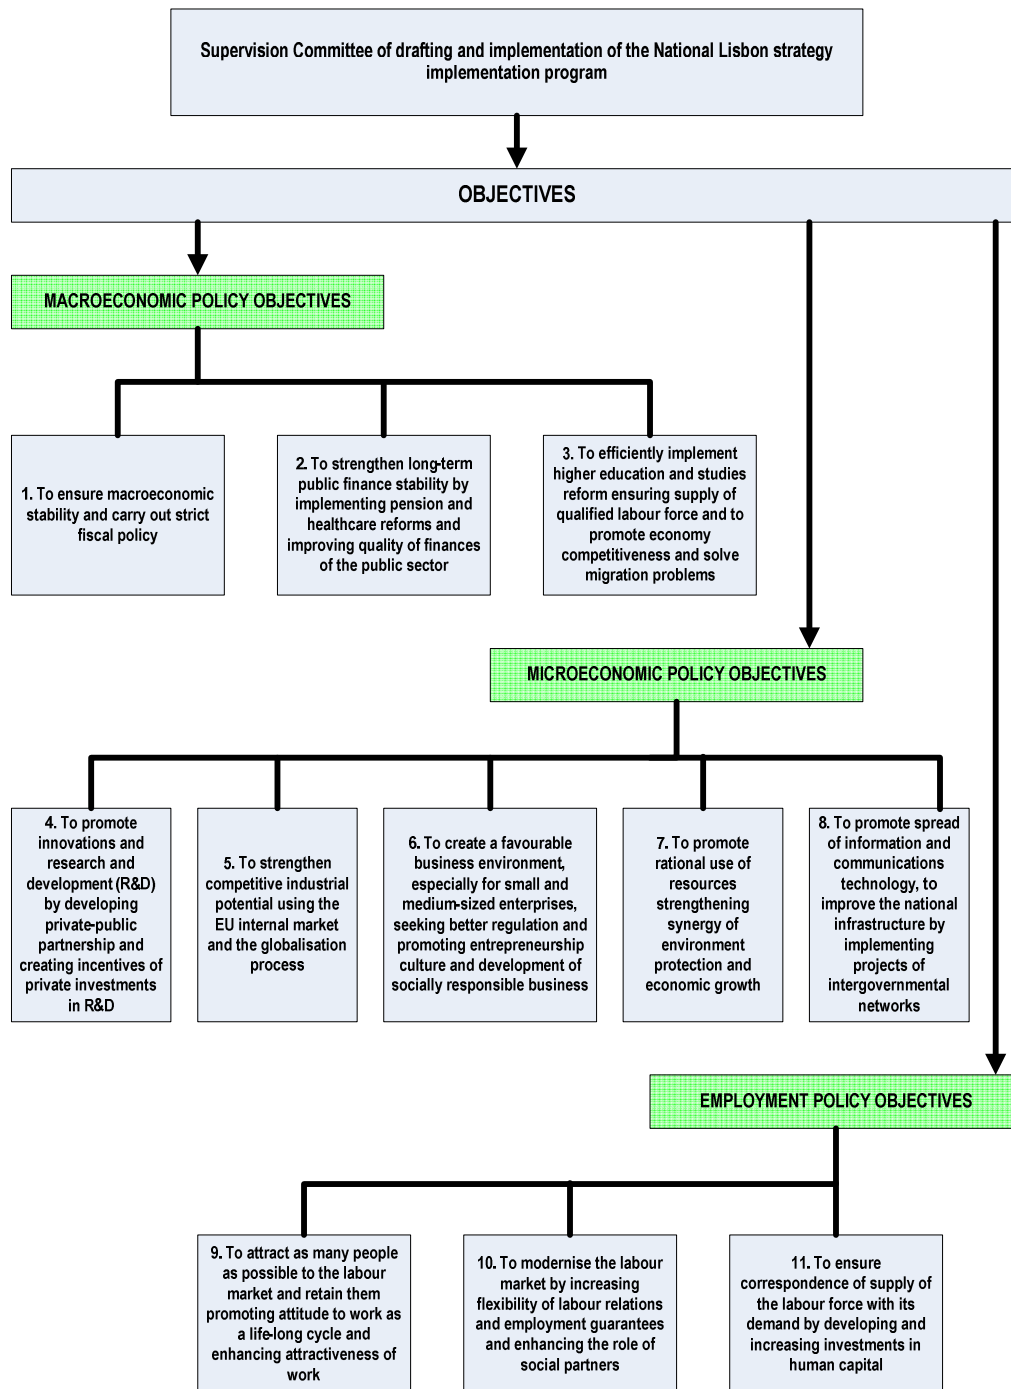 Supervision Committee of drafting and implementation of the National Lisbon strategy
implementation program
OBJECTIVES
MACROECONOMIC POLICY OBJECTIVES
1. To ensure macroeconomic
stability and carry out strict
fiscal policy
2. To strengthen long-term
public finance stability by
implementing pension and
healthcare reforms and
improving quality of finances
of the public sector
3. To efficiently implement
higher education and studies
reform ensuring supply of
qualified labour force and to
promote economy
competitiveness and solve
migration problems
MICROECONOMIC POLICY OBJECTIVES
4. To promote
innovations and
research and
development (R&D)
by developing
private-public
partnership and
creating incentives of
private investments
in R&D
5. To strengthen
competitive industrial
potential using the
EU internal market
and the globalisation
process
6. To create a favourable
business environment,
especially for small and
medium-sized enterprises,
seeking better regulation and
promoting entrepreneurship
culture and development of
socially responsible business
7. To promote
rational use of
resources
strengthening
synergy of
environment
protection and
economic growth
8. To promote spread
of information and
communications
technology, to
improve the national
infrastructure by
implementing
projects of
intergovernmental
networks
EMPLOYMENT POLICY OBJECTIVES
9. To attract as many people
as possible to the labour
market and retain them
promoting attitude to work as
a life-long cycle and
enhancing attractiveness of
work
10. To modernise the labour
market by increasing
flexibility of labour relations
and employment guarantees
and enhancing the role of
social partners
11. To ensure
correspondence of supply of
the labour force with its
demand by developing and
increasing investments in
human capital